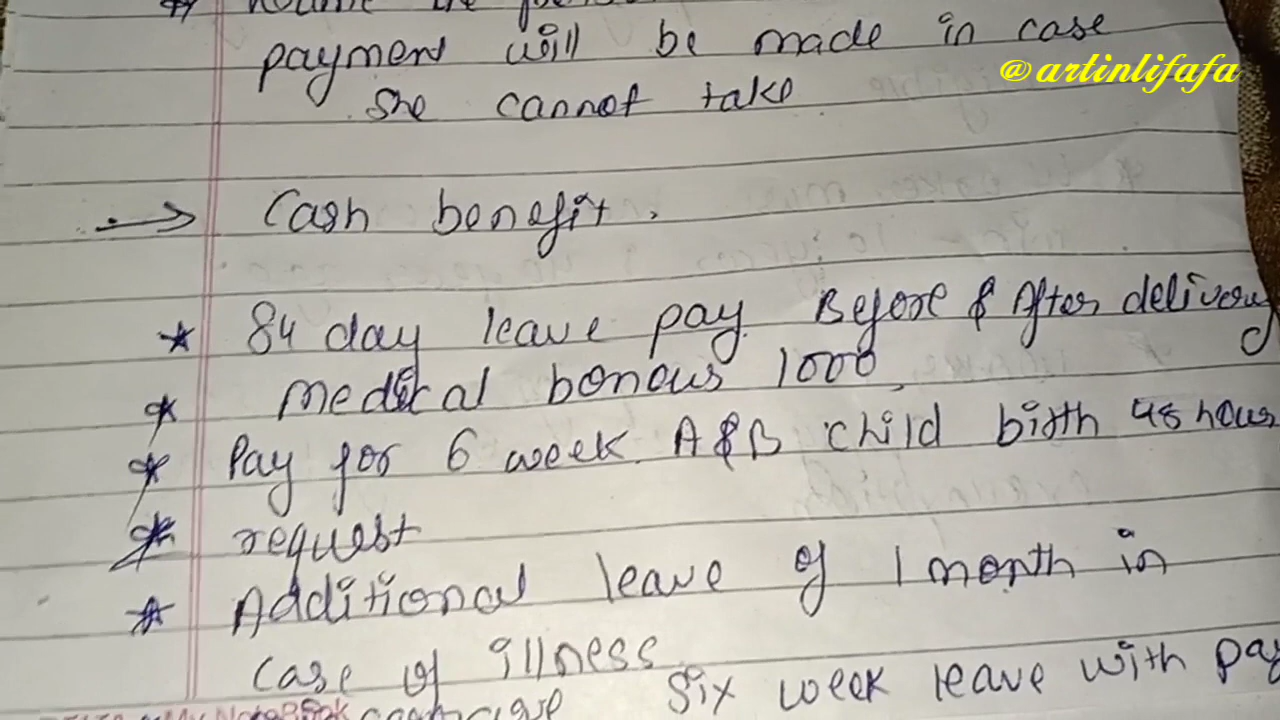 payment will be made in case
@artinlifafa
she cannot take
→ Cash benefit.
* 84 day leave pay Before & After delivery
* medical bonous 1000
* Pay for 6 week A&B child birth 48 hour
* request
* Additional leave of 1 month in
case of illness
six week leave with pay